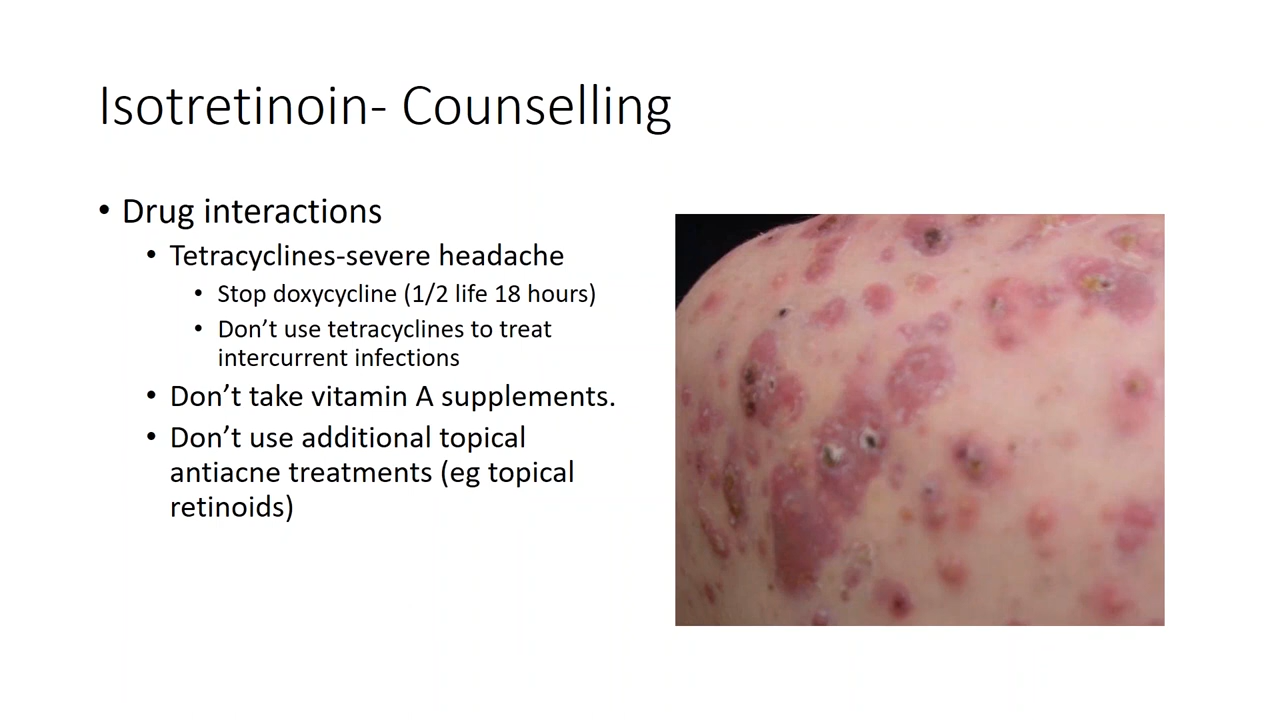 Isotretinoin- Counselling
• Drug interactions
• Tetracyclines-severe headache
• Stop doxycycline (1/2 life 18 hours)
• Don’t use tetracyclines to treat
intercurrent infections
• Don’t take vitamin A supplements.
• Don’t use additional topical
antiacne treatments (eg topical
retinoids)